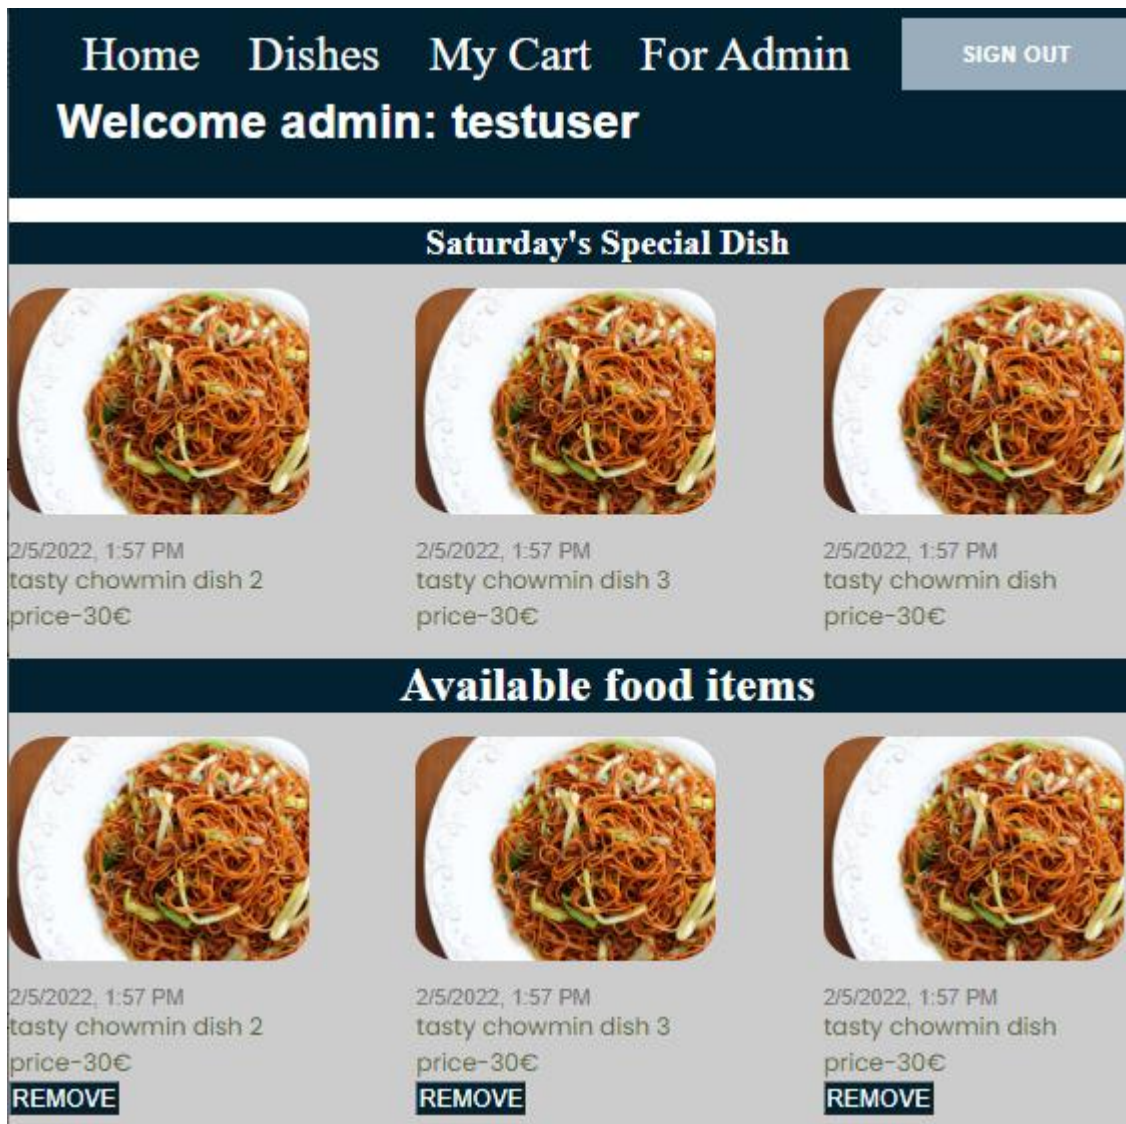 Home Dishes My Cart For Admin SIGN OUT
Welcome admin: testuser
Saturday's Special Dish
2/5/2022, 1:57 PM 2/5/2022, 1:57 PM 2/5/2022, 1:57 PM
tasty chowmin dish 2 tasty chowmin dish 3 tasty chowmin dish
price-30€ price-30€ price-30€
Available food items
2/5/2022, 1:57 PM 2/5/2022, 1:57 PM 2/5/2022, 1:57 PM
tasty chowmin dish 2 tasty chowmin dish 3 tasty chowmin dish
price-30€ price-30€ price-30€
REMOVE REMOVE REMOVE